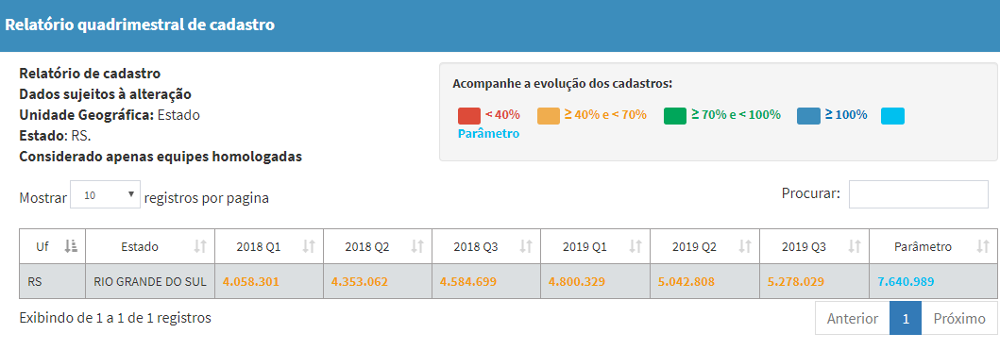 Relatório quadrimestral de cadastro
Relatório de cadastro
Dados sujeitos à alteração
Unidade Geográfica: Estado
Estado: RS.
Considerado apenas equipes homologadas
Acompanhe a evolução dos cadastros:
< 40% ≥ 40% e < 70% ≥ 70% e < 100% ≥ 100%
Parâmetro
Mostrar 10 registros por pagina
Procurar:
Uf Estado 2018 Q1 2018 Q2 2018 Q3 2019 Q1 2019 Q2 2019 Q3 Parâmetro
RS RIO GRANDE DO SUL 4.058.301 4.353.062 4.584.699 4.800.329 5.042.808 5.278.029 7.640.989
Exibindo de 1 a 1 de 1 registros
Anterior 1 Próximo